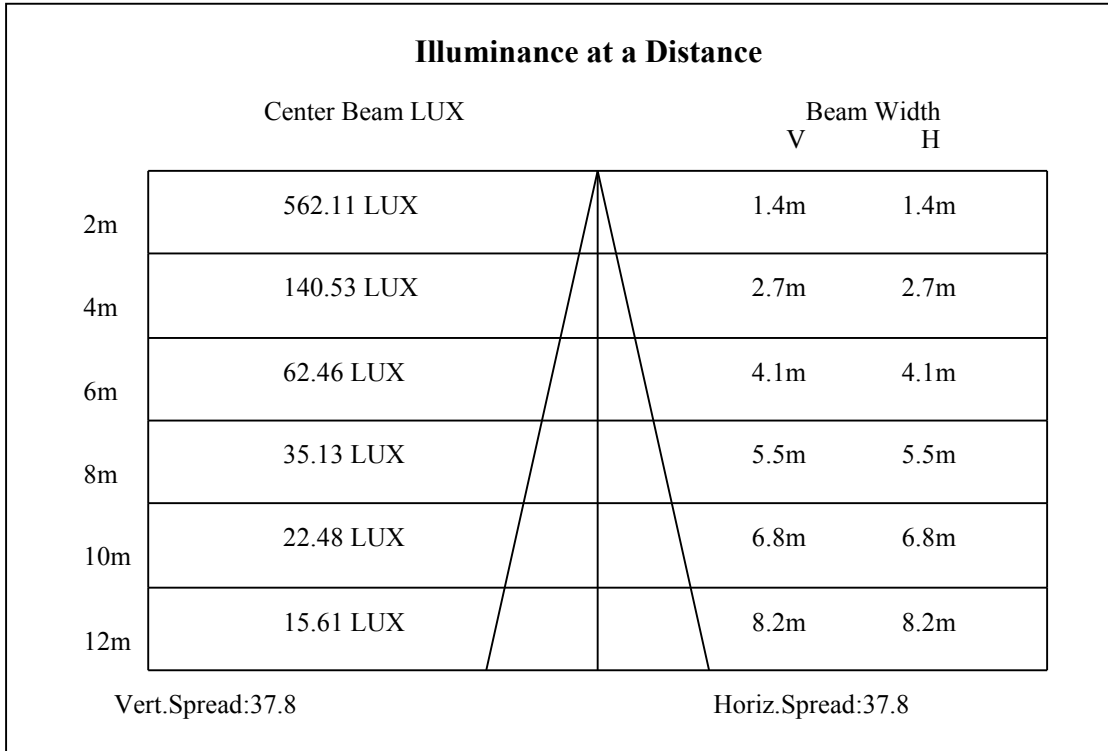 Illuminance at a Distance
Center Beam LUX Beam Width
V H
2m 562.11 LUX 1.4m 1.4m
4m 140.53 LUX 2.7m 2.7m
6m 62.46 LUX 4.1m 4.1m
8m 35.13 LUX 5.5m 5.5m
10m 22.48 LUX 6.8m 6.8m
12m 15.61 LUX 8.2m 8.2m
Vert.Spread:37.8 Horiz.Spread:37.8